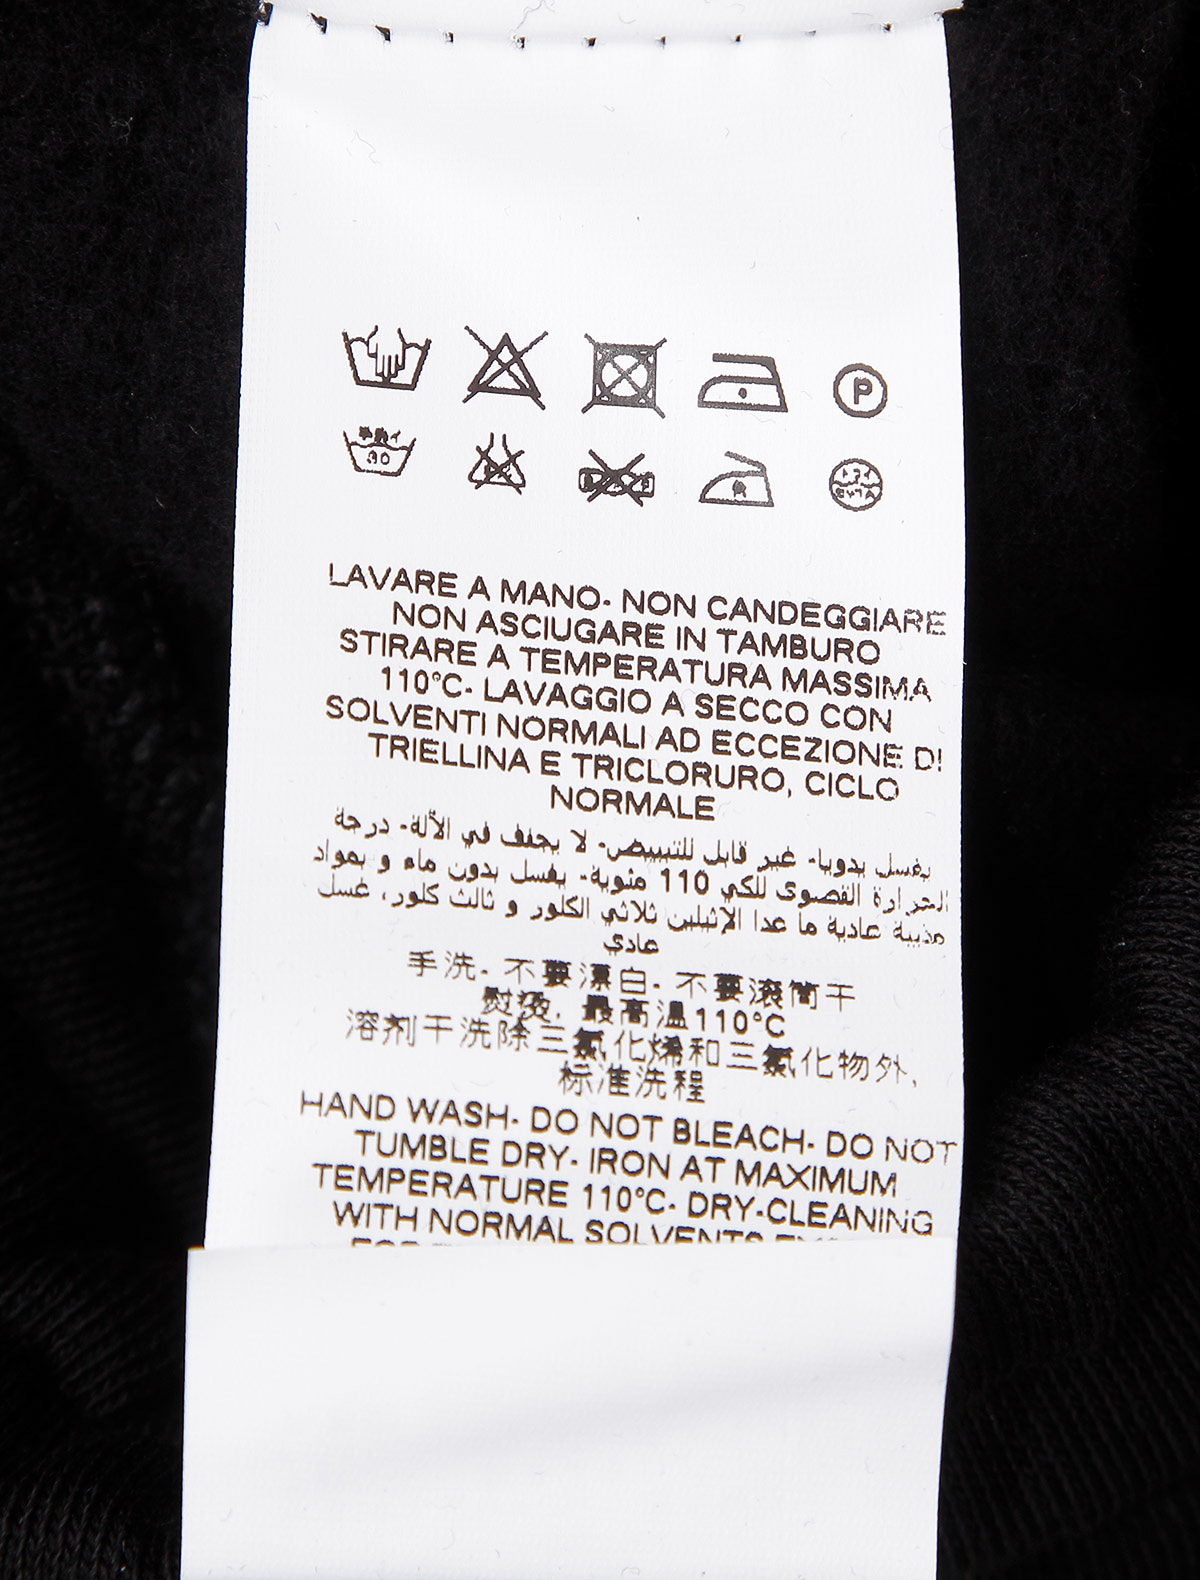 P
手洗イ
30
LAVARE A MANO- NON CANDEGGIARE
NON ASCIUGARE IN TAMBURO
STIRARE A TEMPERATURA MASSIMA
110°C- LAVAGGIO A SECCO CON
SOLVENTI NORMALI AD ECCEZIONE DI
TRIELLINA E TRICLORURO, CICLO
NORMALE
يغسل يدويا- غير قابل للتبييض- لا يجفف في الألة- درجة
الحرارة القصوى للكي 110 مئوية- يغسل بدون ماء و بمواد
مذيبة عادية ما عدا الإثيلين ثلاثي الكلور و ثالث كلور، غسل
عادي
手洗- 不要漂白- 不要滚筒干
熨烫, 最高温110°C
溶剂干洗除三氯化烯和三氯化物外,
标准洗程
HAND WASH- DO NOT BLEACH- DO NOT
TUMBLE DRY- IRON AT MAXIMUM
TEMPERATURE 110°C- DRY-CLEANING
WITH NORMAL SOLVENTS